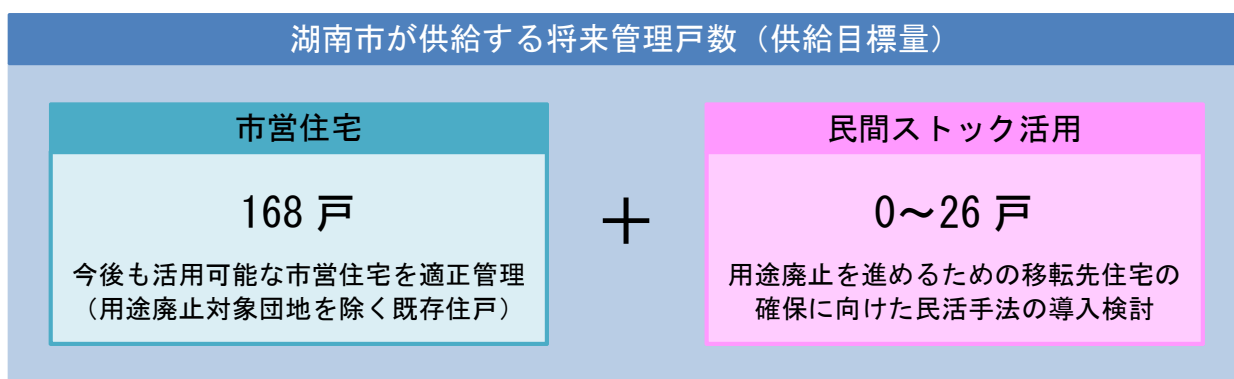 湖南市が供給する将来管理戸数（供給目標量）
市営住宅
168 戸
今後も活用可能な市営住宅を適正管理
（用途廃止対象団地を除く既存住戸）
＋
民間ストック活用
0～26 戸
用途廃止を進めるための移転先住宅の
確保に向けた民活手法の導入検討